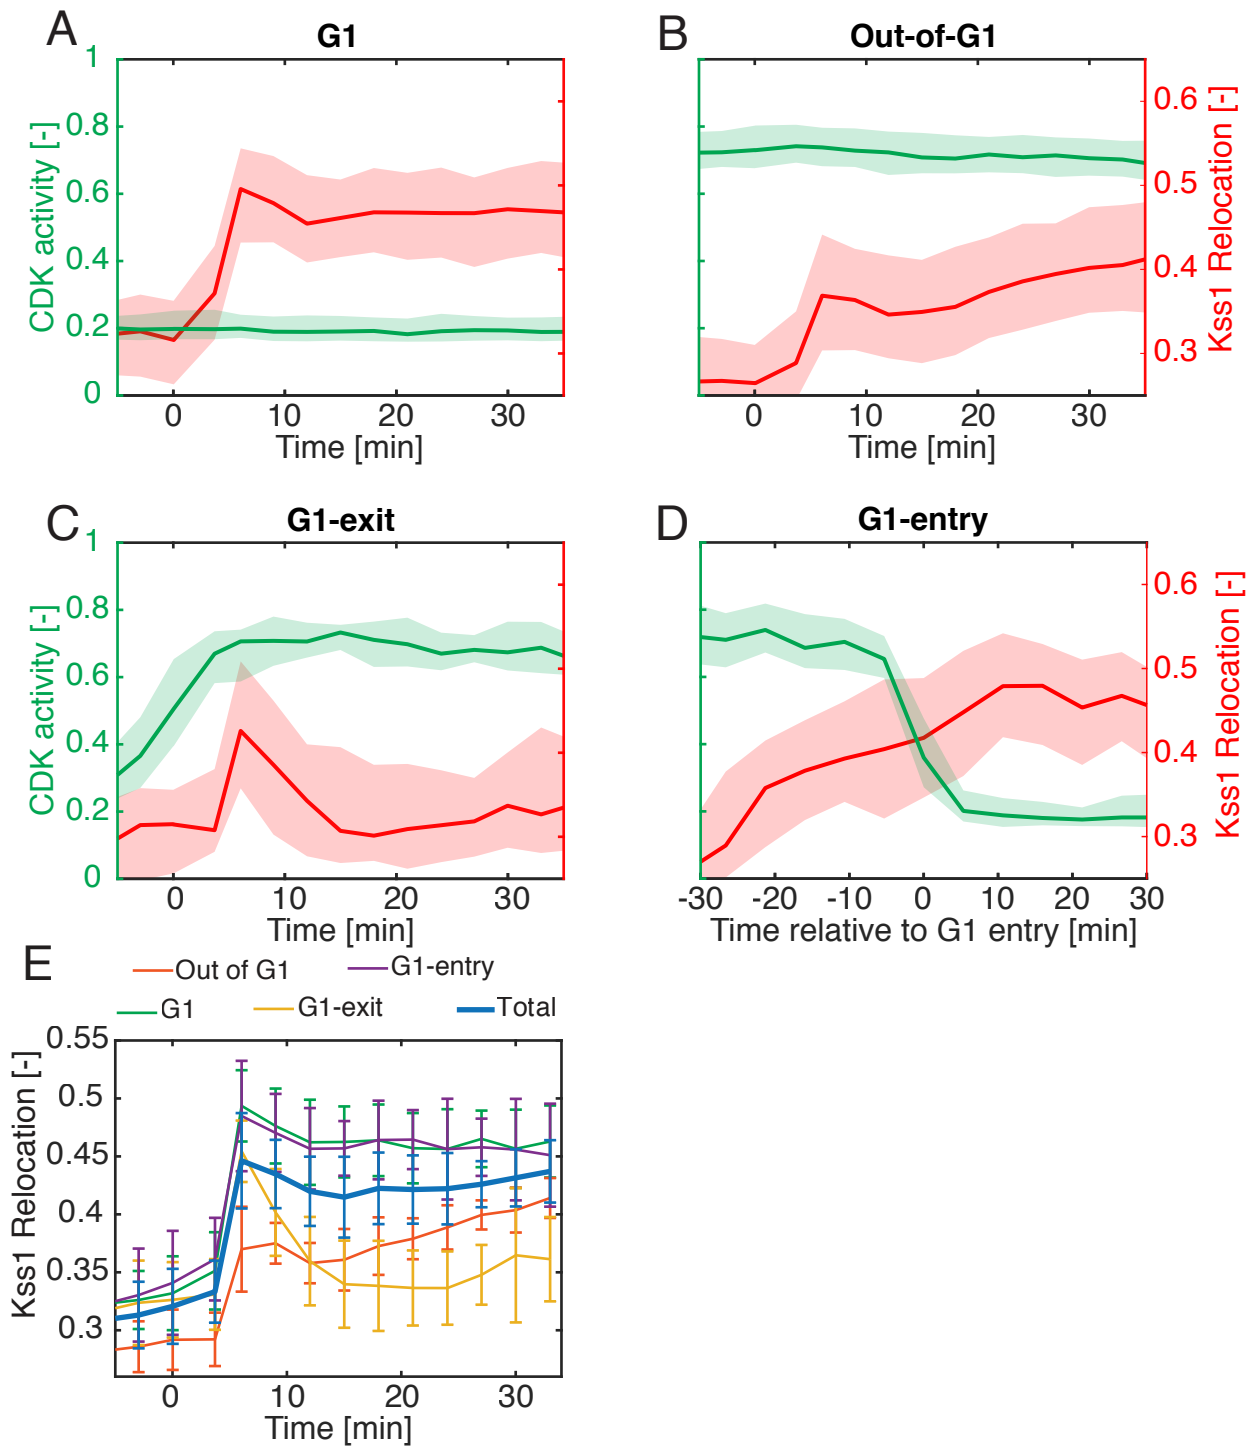 A
G1
1
0.8
0.6
0.4
0.2
0
CDK activity [-]
0
10
20
30
Time [min]
B
Out-of-G1
0.6
0.5
0.4
0.3
Kss1 Relocation [-]
0
10
20
30
Time [min]
C
G1-exit
1
0.8
0.6
0.4
0.2
0
CDK activity [-]
0
10
20
30
Time [min]
D
G1-entry
0.6
0.5
0.4
0.3
Kss1 Relocation [-]
-30
-20
-10
0
10
20
30
Time relative to G1 entry [min]
E
Out of G1
G1-entry
G1
G1-exit
Total
0.55
0.5
0.45
0.4
0.35
0.3
Kss1 Relocation [-]
0
10
20
30
Time [min]